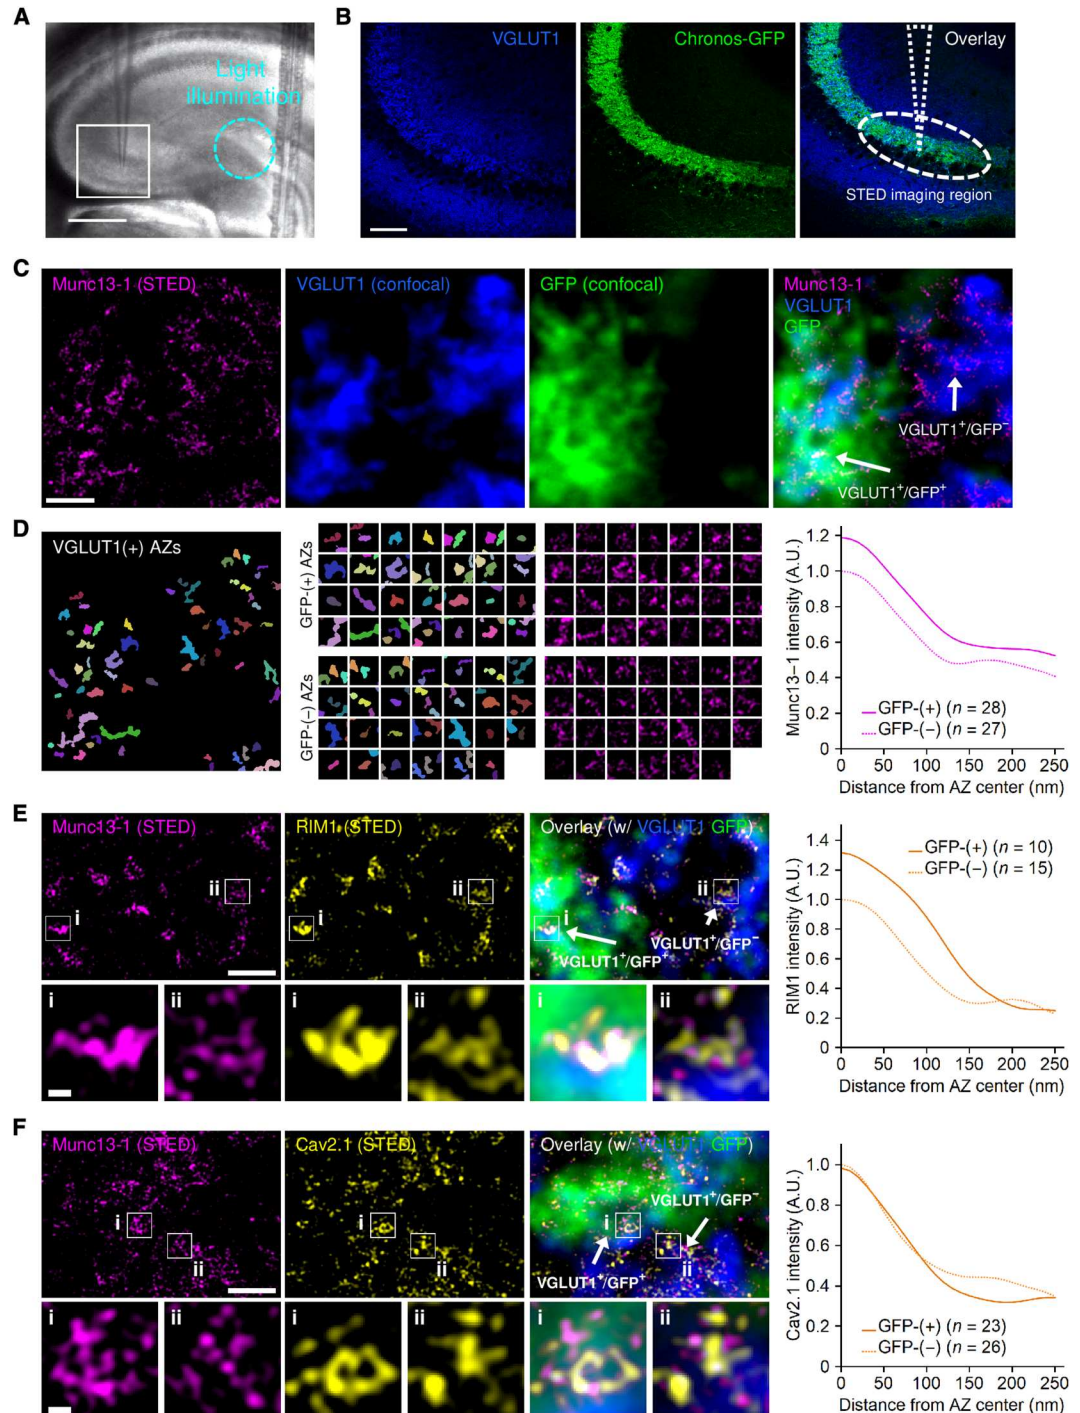 A
Light
illumination
B
VGLUT1
Chronos-GFP
Overlay
STED imaging region
C
Munc13-1 (STED)
VGLUT1 (confocal)
GFP (confocal)
Munc13-1
VGLUT1
GFP
VGLUT1⁺/GFP⁻
VGLUT1⁺/GFP⁺
D
VGLUT1(+) AZs
GFP-(+) AZs
GFP-(−) AZs
Munc13−1 intensity (A.U.)
1.2
1.0
0.8
0.6
0.4
0.2
0
GFP-(+) (n = 28)
GFP-(−) (n = 27)
0 50 100 150 200 250
Distance from AZ center (nm)
E
Munc13-1 (STED)
ii
i
RIM1 (STED)
ii
i
Overlay (w/ VGLUT1 GFP)
ii
i
VGLUT1⁺/GFP⁻
VGLUT1⁺/GFP⁺
i
ii
i
ii
i
ii
RIM1 intensity (A.U.)
1.4
1.2
1.0
0.8
0.6
0.4
0.2
0
GFP-(+) (n = 10)
GFP-(−) (n = 15)
0 50 100 150 200 250
Distance from AZ center (nm)
F
Munc13-1 (STED)
i
ii
Cav2.1 (STED)
i
ii
Overlay (w/ VGLUT1 GFP)
VGLUT1⁺/GFP⁻
i
ii
VGLUT1⁺/GFP⁺
i
ii
i
ii
i
ii
Cav2.1 intensity (A.U.)
1.0
0.8
0.6
0.4
0.2
0
GFP-(+) (n = 23)
GFP-(−) (n = 26)
0 50 100 150 200 250
Distance from AZ center (nm)